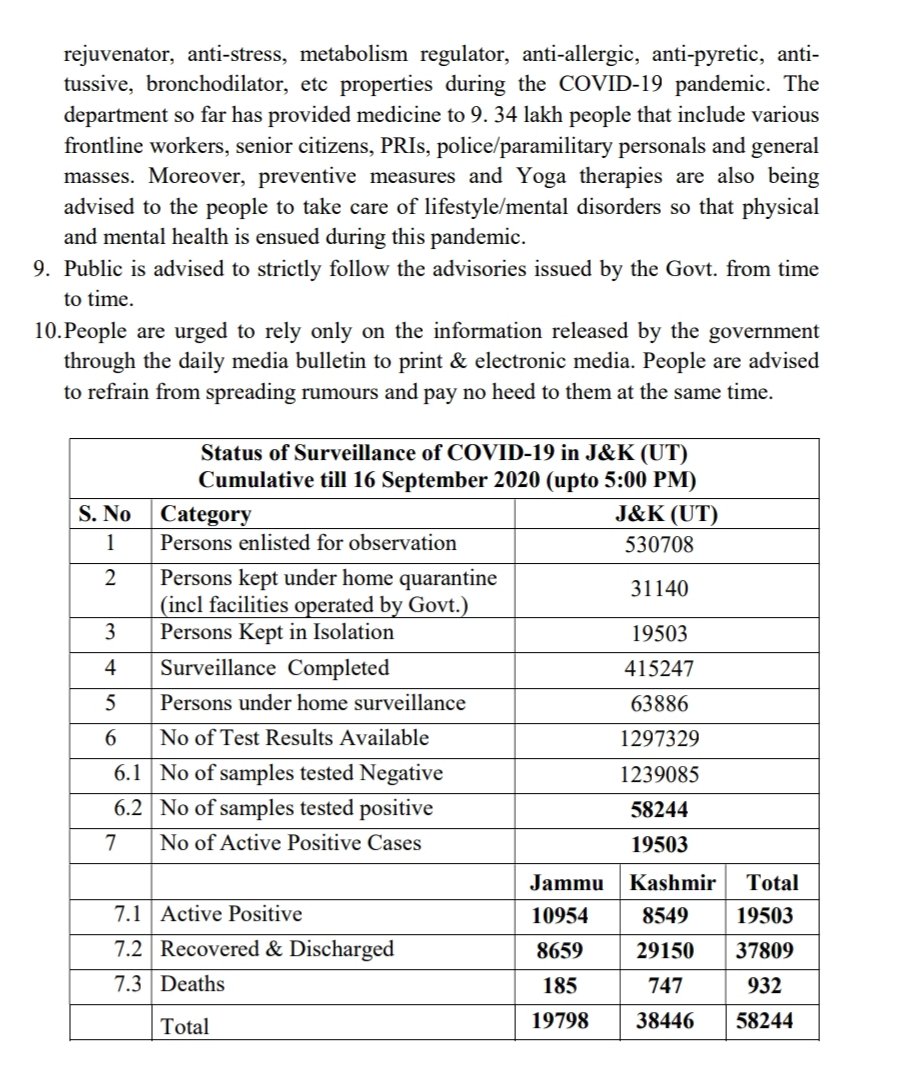 rejuvenator, anti-stress, metabolism regulator, anti-allergic, anti-pyretic, anti-
tussive, bronchodilator, etc properties during the COVID-19 pandemic. The
department so far has provided medicine to 9. 34 lakh people that include various
frontline workers, senior citizens, PRIs, police/paramilitary personals and general
masses. Moreover, preventive measures and Yoga therapies are also being
advised to the people to take care of lifestyle/mental disorders so that physical
and mental health is ensued during this pandemic.
9. Public is advised to strictly follow the advisories issued by the Govt. from time
to time.
10.People are urged to rely only on the information released by the government
through the daily media bulletin to print & electronic media. People are advised
to refrain from spreading rumours and pay no heed to them at the same time.
Status of Surveillance of COVID-19 in J&K (UT)
Cumulative till 16 September 2020 (upto 5:00 PM)
S. No Category J&K (UT)
1 Persons enlisted for observation 530708
2 Persons kept under home quarantine
(incl facilities operated by Govt.) 31140
3 Persons Kept in Isolation 19503
4 Surveillance Completed 415247
5 Persons under home surveillance 63886
6 No of Test Results Available 1297329
6.1 No of samples tested Negative 1239085
6.2 No of samples tested positive 58244
7 No of Active Positive Cases 19503
Jammu Kashmir Total
7.1 Active Positive 10954 8549 19503
7.2 Recovered & Discharged 8659 29150 37809
7.3 Deaths 185 747 932
Total 19798 38446 58244